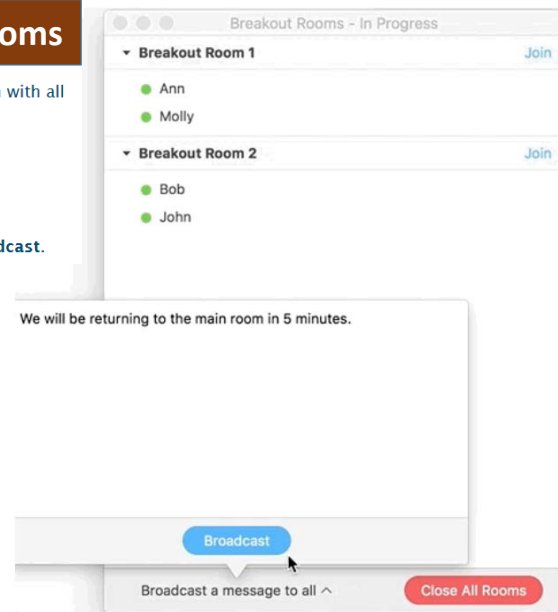 ooms
with all
dcast.
Breakout Rooms - In Progress
Breakout Room 1 Join
Ann
Molly
Breakout Room 2 Join
Bob
John
We will be returning to the main room in 5 minutes.
Broadcast
Broadcast a message to all
Close All Rooms